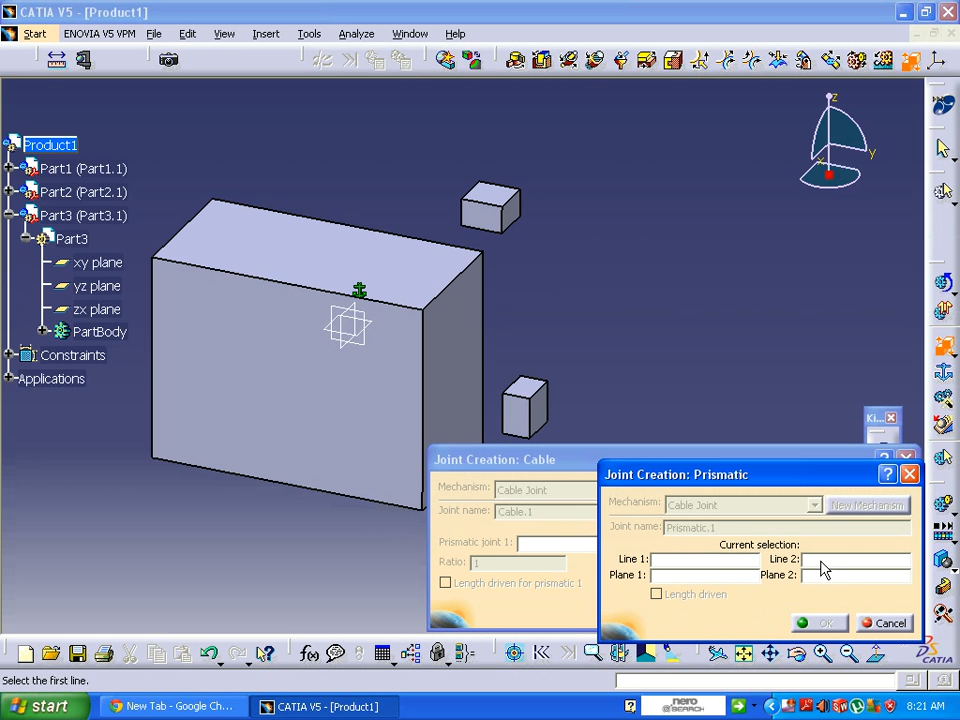 CATIA V5 - [Product1]
Start ENOVIA V5 VPM File Edit View Insert Tools Analyze Window Help
z
y
x
Product1
Part1 (Part1.1)
Part2 (Part2.1)
Part3 (Part3.1)
Part3
xy plane
yz plane
zx plane
PartBody
Constraints
Applications
Ki...
Joint Creation: Cable
Mechanism: Cable Joint
Joint name: Cable.1
Prismatic joint 1:
Ratio: 1
Length driven for prismatic 1
Joint Creation: Prismatic
Mechanism: Cable Joint New Mechanism
Joint name: Prismatic.1
Current selection:
Line 1: Line 2:
Plane 1: Plane 2:
Length driven
OK Cancel
f(x)
DS CATIA
Select the first line.
start New Tab - Google Ch... CATIA V5 - [Product1] nero @SEARCH 8:21 AM